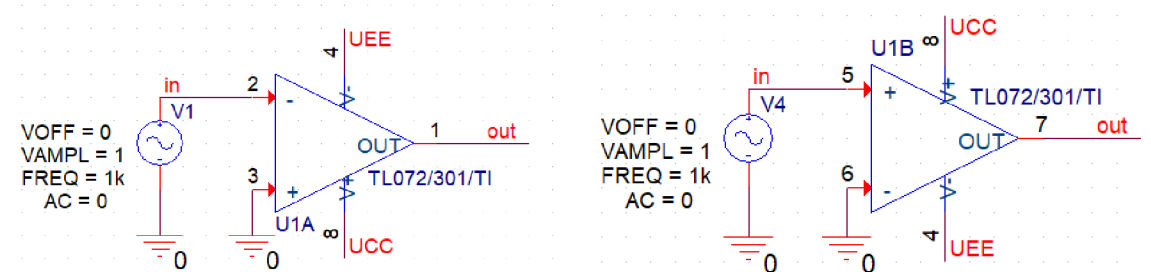 UEE
4
in
2
-
V-
V1
VOFF = 0
VAMPL = 1
FREQ = 1k
AC = 0
OUT
1
out
3
+
V+
TL072/301/TI
U1A
8
UCC
0
0
UCC
8
U1B
in
5
+
V+
TL072/301/TI
V4
VOFF = 0
VAMPL = 1
FREQ = 1k
AC = 0
OUT
7
out
6
-
V-
4
UEE
0
0